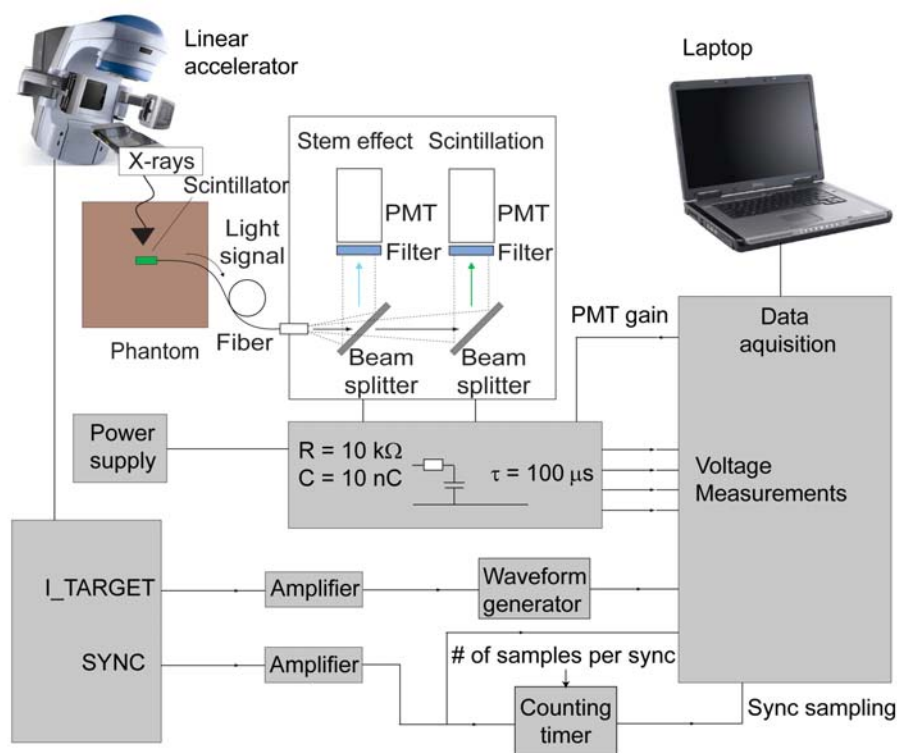 Linear
accelerator
Laptop
X-rays
Scintillator
Light
signal
Fiber
Phantom
Stem effect
Scintillation
PMT
PMT
Filter
Filter
Beam
splitter
Beam
splitter
PMT gain
Data
aquisition
Power
supply
R = 10 kΩ
C = 10 nC
τ = 100 μs
Voltage
Measurements
I_TARGET
Amplifier
Waveform
generator
SYNC
Amplifier
# of samples per sync
Counting
timer
Sync sampling